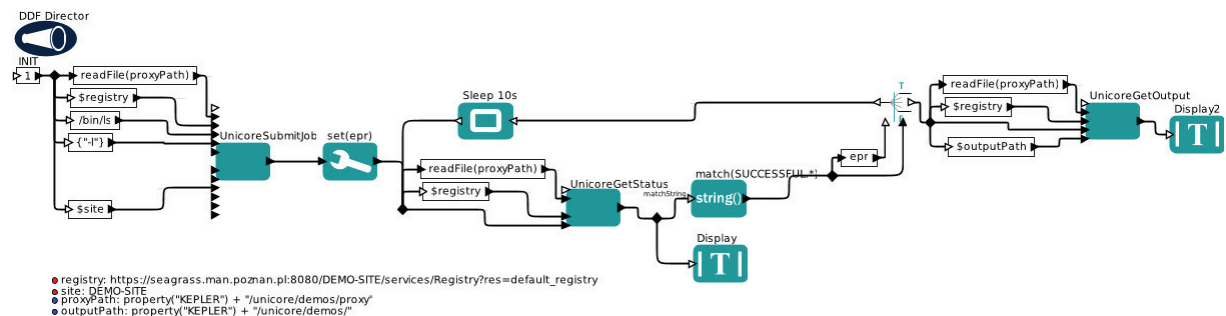 DDF Director
INIT
1
readFile(proxyPath)
$registry
/bin/ls
{"-l"}
$site
UnicoreSubmitJob
set(epr)
Sleep 10s
readFile(proxyPath)
$registry
UnicoreGetStatus
matchString
match(SUCCESSFUL.*)
string()
Display
T
epr
T
F
readFile(proxyPath)
$registry
$outputPath
UnicoreGetOutput
Display2
T
registry: https://seagrass.man.poznan.pl:8080/DEMO-SITE/services/Registry?res=default_registry
site: DEMO-SITE
proxyPath: property("KEPLER") + "/unicore/demos/proxy"
outputPath: property("KEPLER") + "/unicore/demos/"